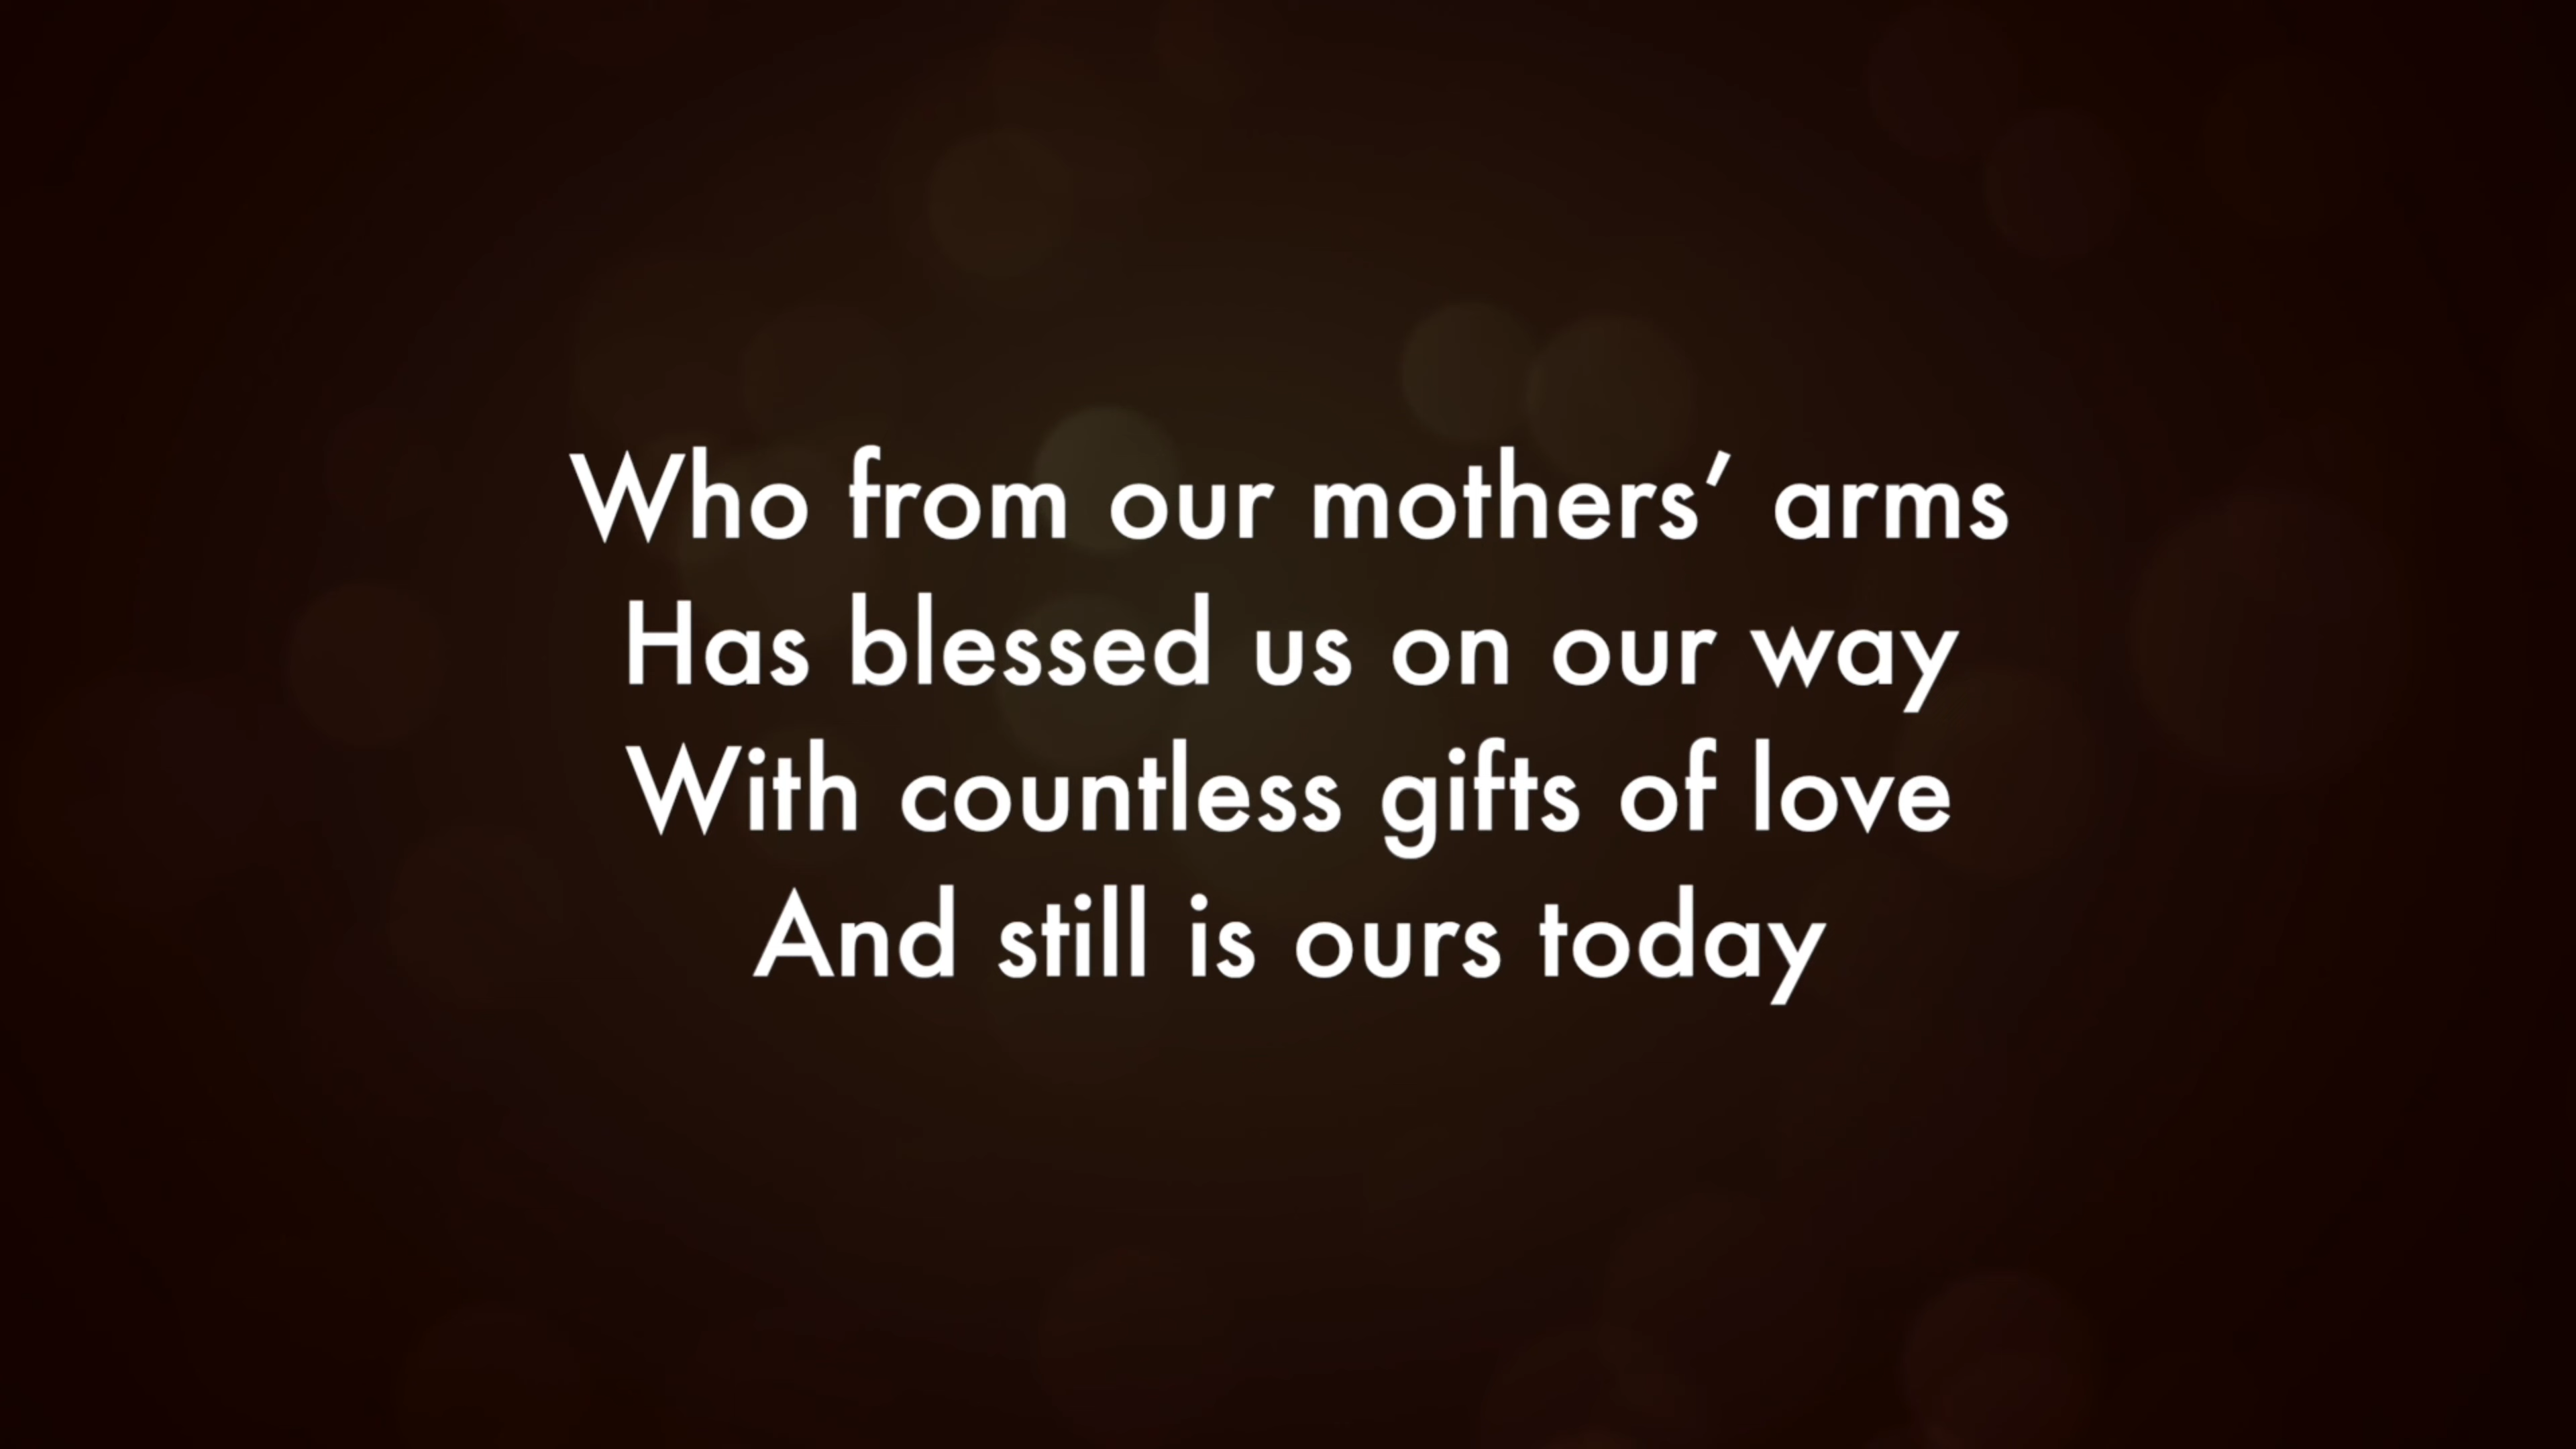 Who from our mothers’ arms
Has blessed us on our way
With countless gifts of love
And still is ours today